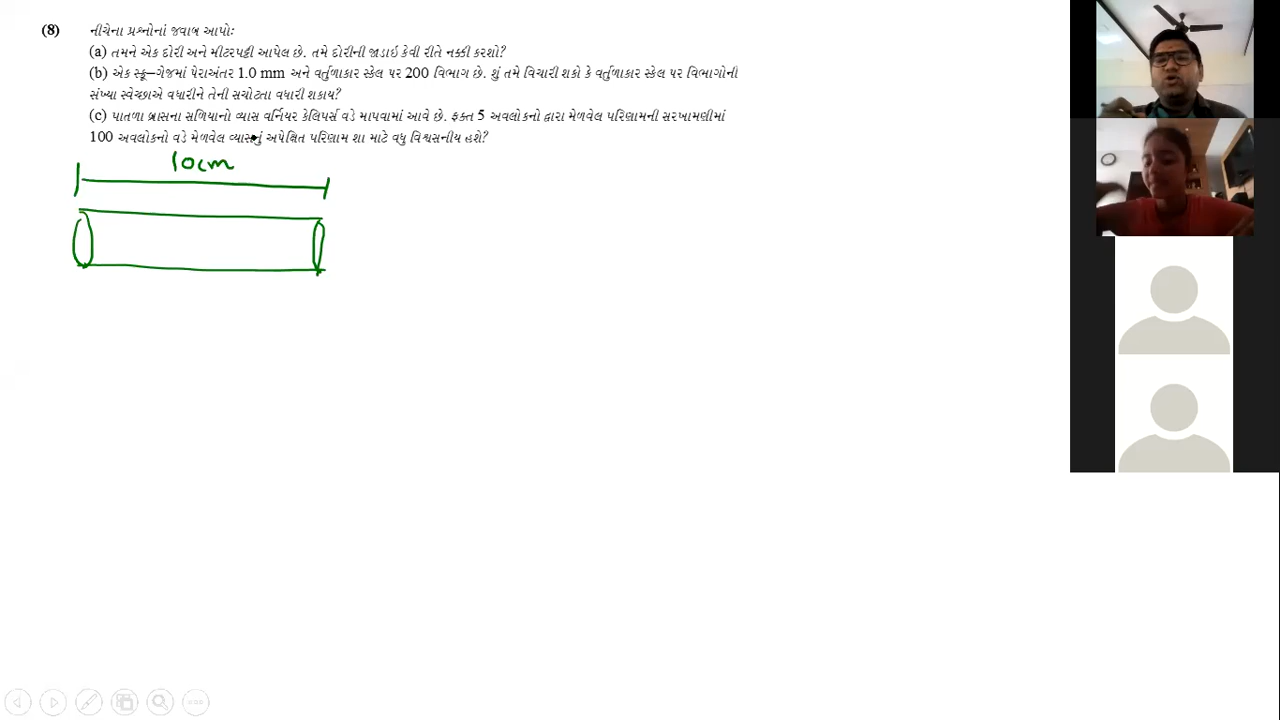 (8) નીચેના પ્રશ્નોનાં જવાબ આપોઃ
(a) તમને એક દોરી અને મીટરપટ્ટી આપેલ છે. તમે દોરીની જાડાઇ કેવી રીતે નક્કી કરશો?
(b) એક સ્ક્રૂ–ગેજમાં પેરાઅંતર 1.0 mm અને વર્તુળાકાર સ્કેલ પર 200 વિભાગ છે. શું તમે વિચારી શકો કે વર્તુળાકાર સ્કેલ પર વિભાગોની
સંખ્યા સ્વેચ્છાએ વધારીને તેની સચોટતા વધારી શકાય?
(c) પાતળા બ્રાસના સળિયાનો વ્યાસ વર્નિયર કેલિપર્સ વડે માપવામાં આવે છે. ફક્ત 5 અવલોકનો દ્વારા મેળવેલ પરિણામની સરખામણીમાં
100 અવલોકનો વડે મેળવેલ વ્યાસનું અપેક્ષિત પરિણામ શા માટે વધુ વિશ્વસનીય હશે?
10cm